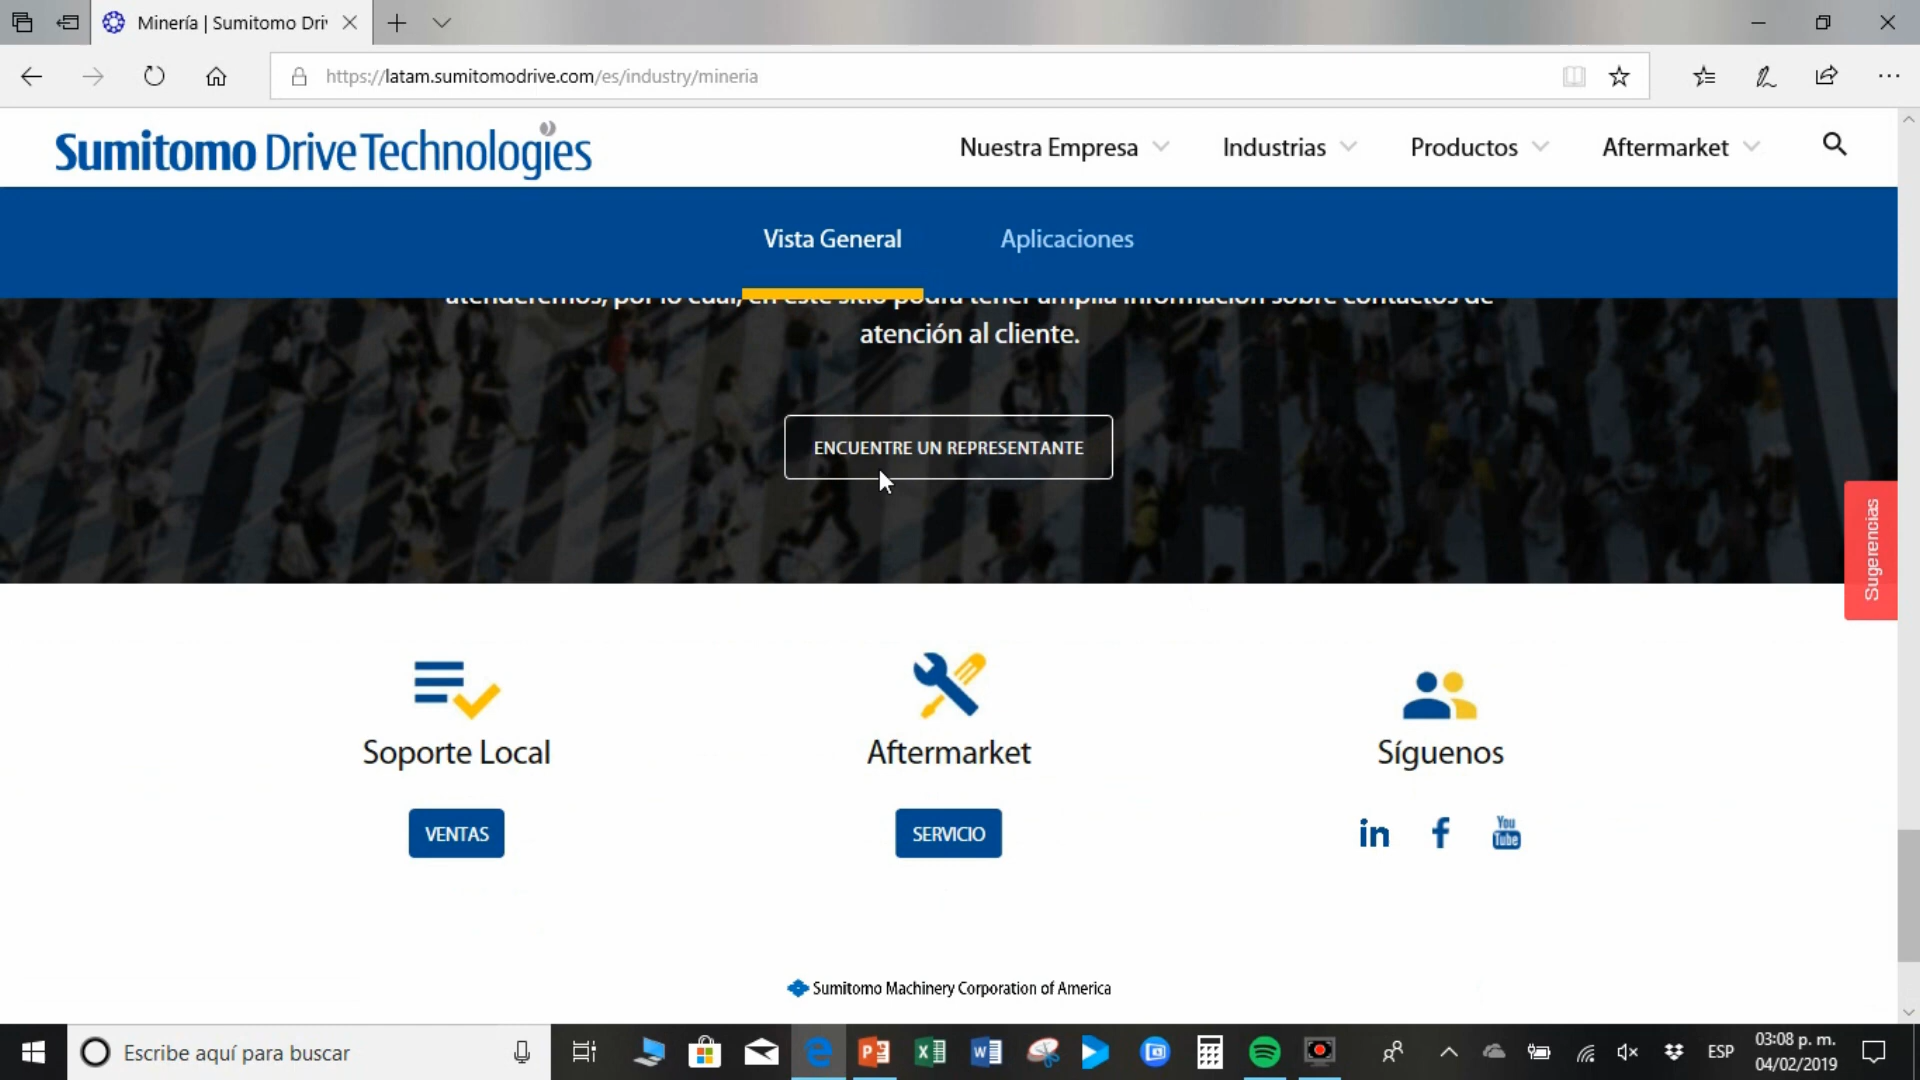 Minería | Sumitomo Dri
https://latam.sumitomodrive.com/es/industry/mineria
Sumitomo Drive Technologies
Nuestra Empresa
Industrias
Productos
Aftermarket
Vista General
Aplicaciones
atenderemos, por lo cual, en este sitio podrá tener amplia información sobre contactos de
atención al cliente.
ENCUENTRE UN REPRESENTANTE
Sugerencias
Soporte Local
Aftermarket
Síguenos
VENTAS
SERVICIO
in
f
You
Tube
Sumitomo Machinery Corporation of America
Escribe aquí para buscar
ESP
03:08 p. m.
04/02/2019